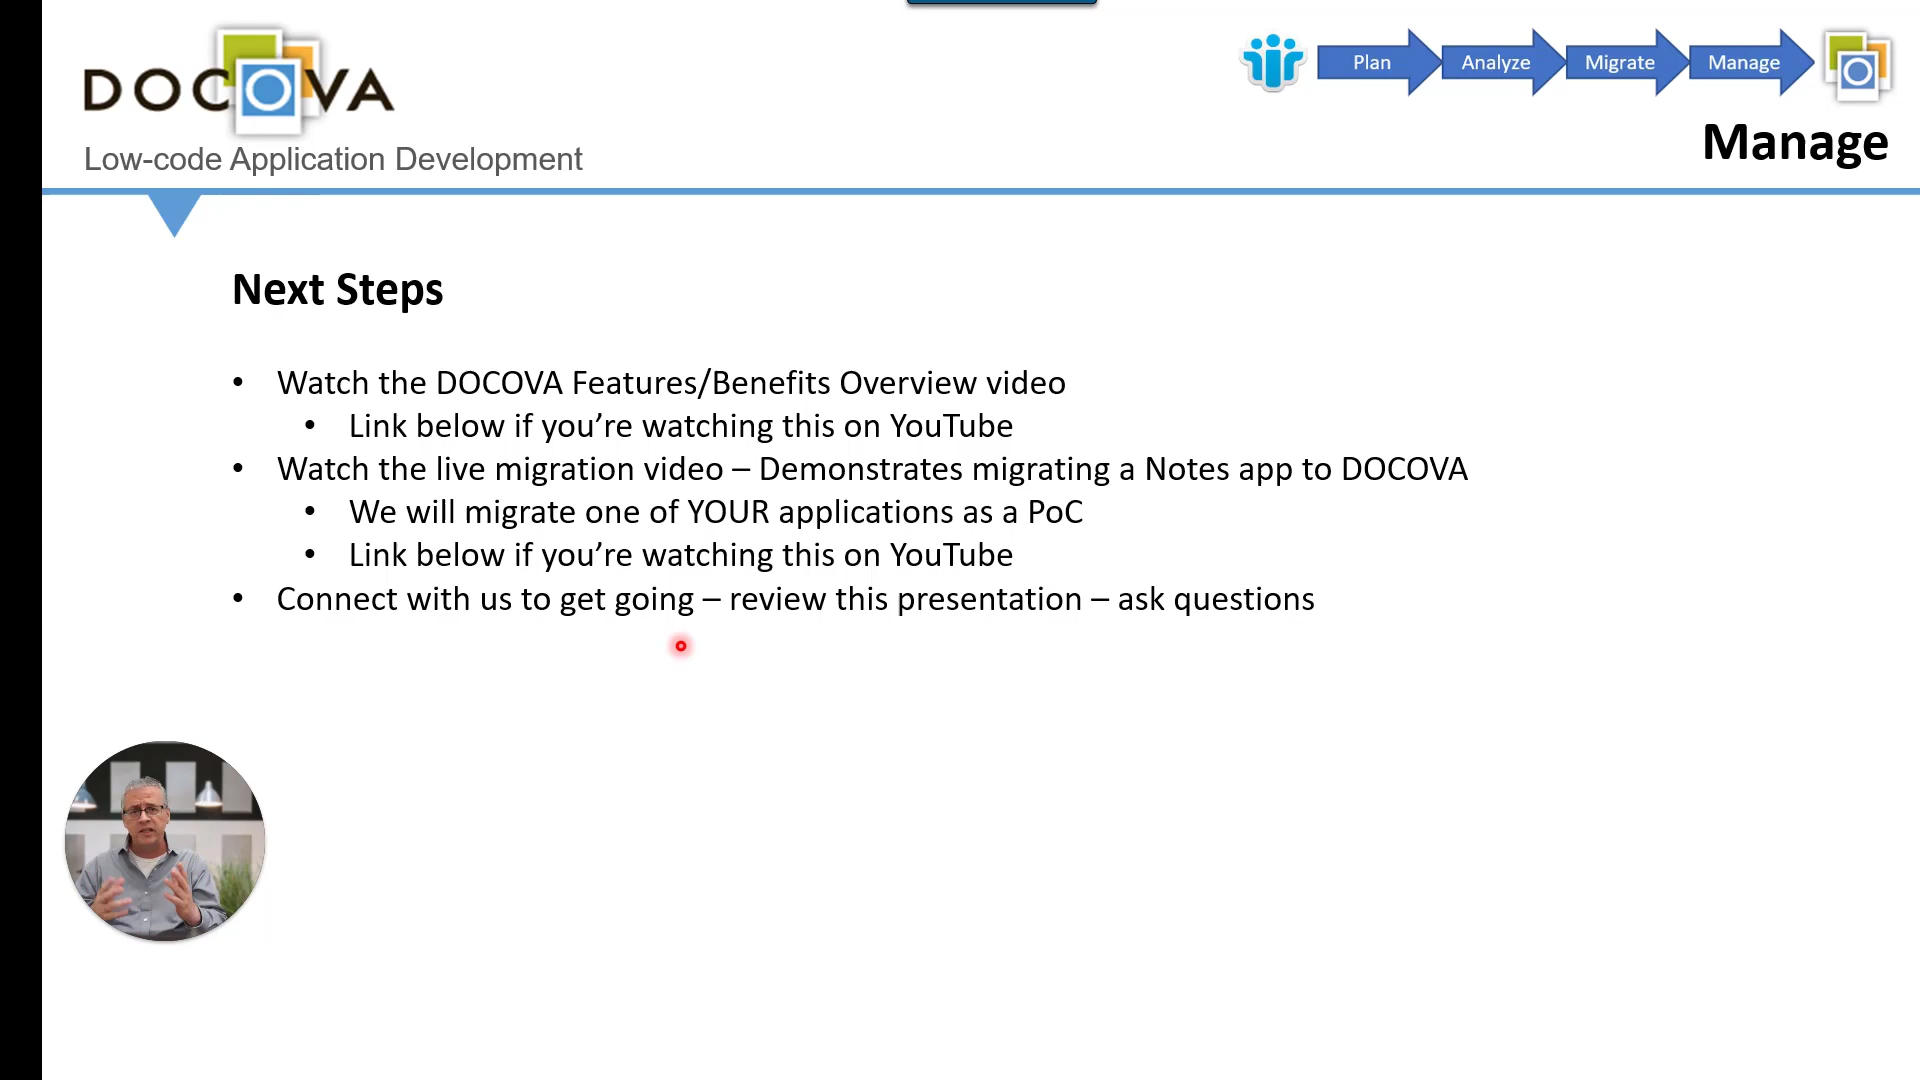 DOCOVA
Low-code Application Development
Plan
Analyze
Migrate
Manage
Manage
Next Steps
• Watch the DOCOVA Features/Benefits Overview video
• Link below if you’re watching this on YouTube
• Watch the live migration video – Demonstrates migrating a Notes app to DOCOVA
• We will migrate one of YOUR applications as a PoC
• Link below if you’re watching this on YouTube
• Connect with us to get going – review this presentation – ask questions